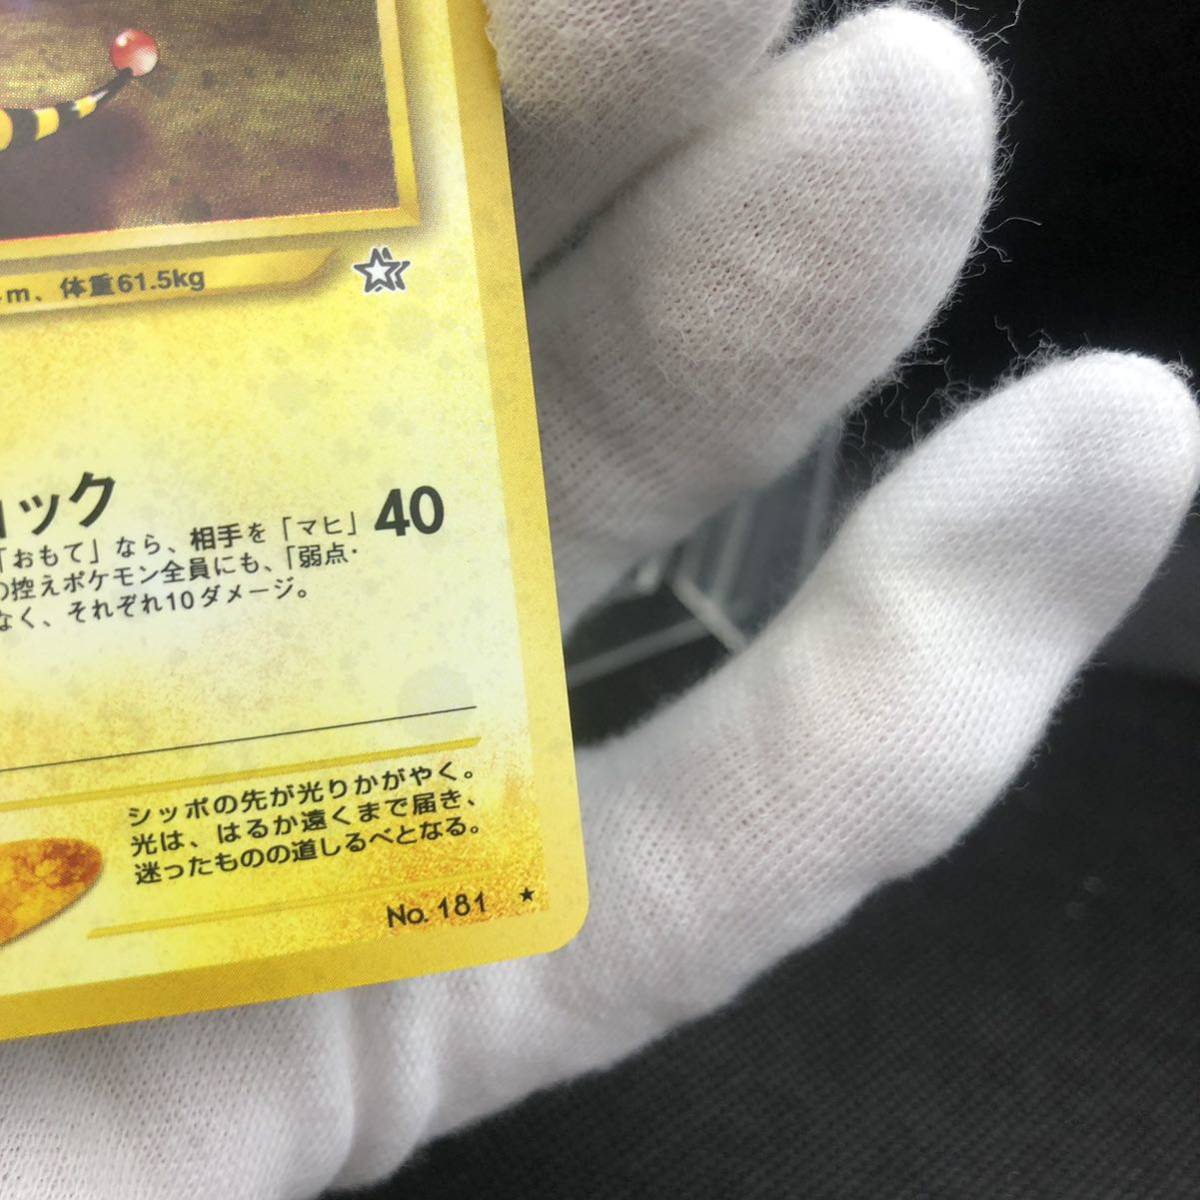 m、体重61.5kg
ョック
40
「おもて」なら、相手を「マヒ」
の控えポケモン全員にも、「弱点・
なく、それぞれ10ダメージ。
シッポの先が光りかがやく。
光は、はるか遠くまで届き、
迷ったものの道しるべとなる。
No. 181 ★